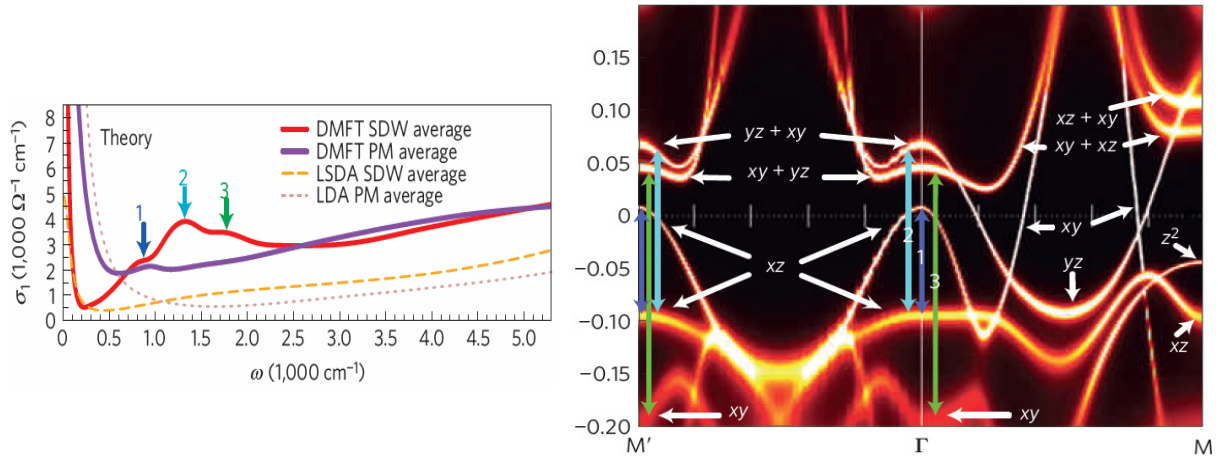 Theory
DMFT SDW average
DMFT PM average
LSDA SDW average
LDA PM average
1
2
3
8
7
6
5
4
3
2
1
0
σ₁ (1,000 Ω⁻¹ cm⁻¹)
0 0.5 1.0 1.5 2.0 2.5 3.0 3.5 4.0 4.5 5.0
ω (1,000 cm⁻¹)
0.15
0.10
0.05
0
−0.05
−0.10
−0.15
−0.20
yz + xy
xy + yz
xz + xy
xy + xz
xz
xy
yz
z²
xz
2
1
3
xy
xy
M′ Γ M